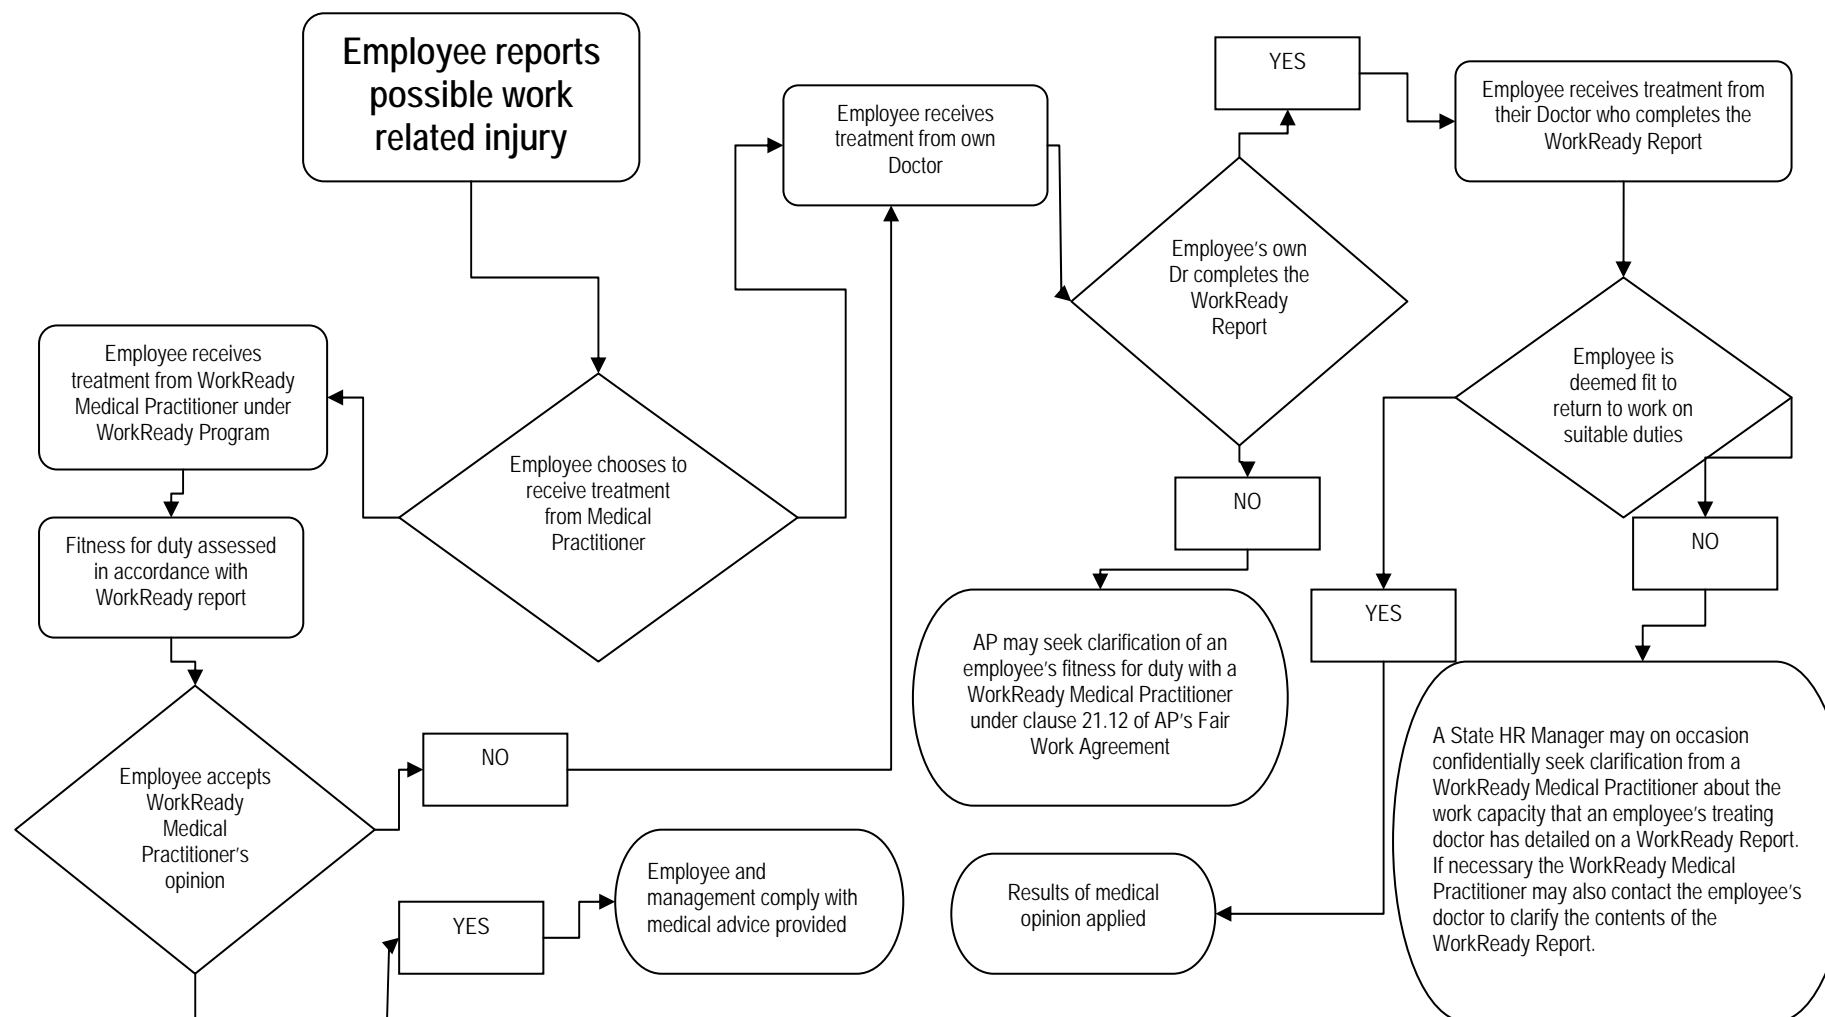 Employee reports
possible work
related injury
Employee receives
treatment from own
Doctor
YES
Employee receives treatment from
their Doctor who completes the
WorkReady Report
Employee's own
Dr completes the
WorkReady
Report
Employee receives
treatment from WorkReady
Medical Practitioner under
WorkReady Program
Employee is
deemed fit to
return to work on
suitable duties
Employee chooses to
receive treatment
from Medical
Practitioner
NO
NO
Fitness for duty assessed
in accordance with
WorkReady report
YES
AP may seek clarification of an
employee's fitness for duty with a
WorkReady Medical Practitioner
under clause 21.12 of AP's Fair
Work Agreement
A State HR Manager may on occasion
confidentially seek clarification from a
WorkReady Medical Practitioner about the
work capacity that an employee's treating
doctor has detailed on a WorkReady Report.
If necessary the WorkReady Medical
Practitioner may also contact the employee's
doctor to clarify the contents of the
WorkReady Report.
NO
Employee accepts
WorkReady
Medical
Practitioner's
opinion
Employee and
management comply with
medical advice provided
Results of medical
opinion applied
YES